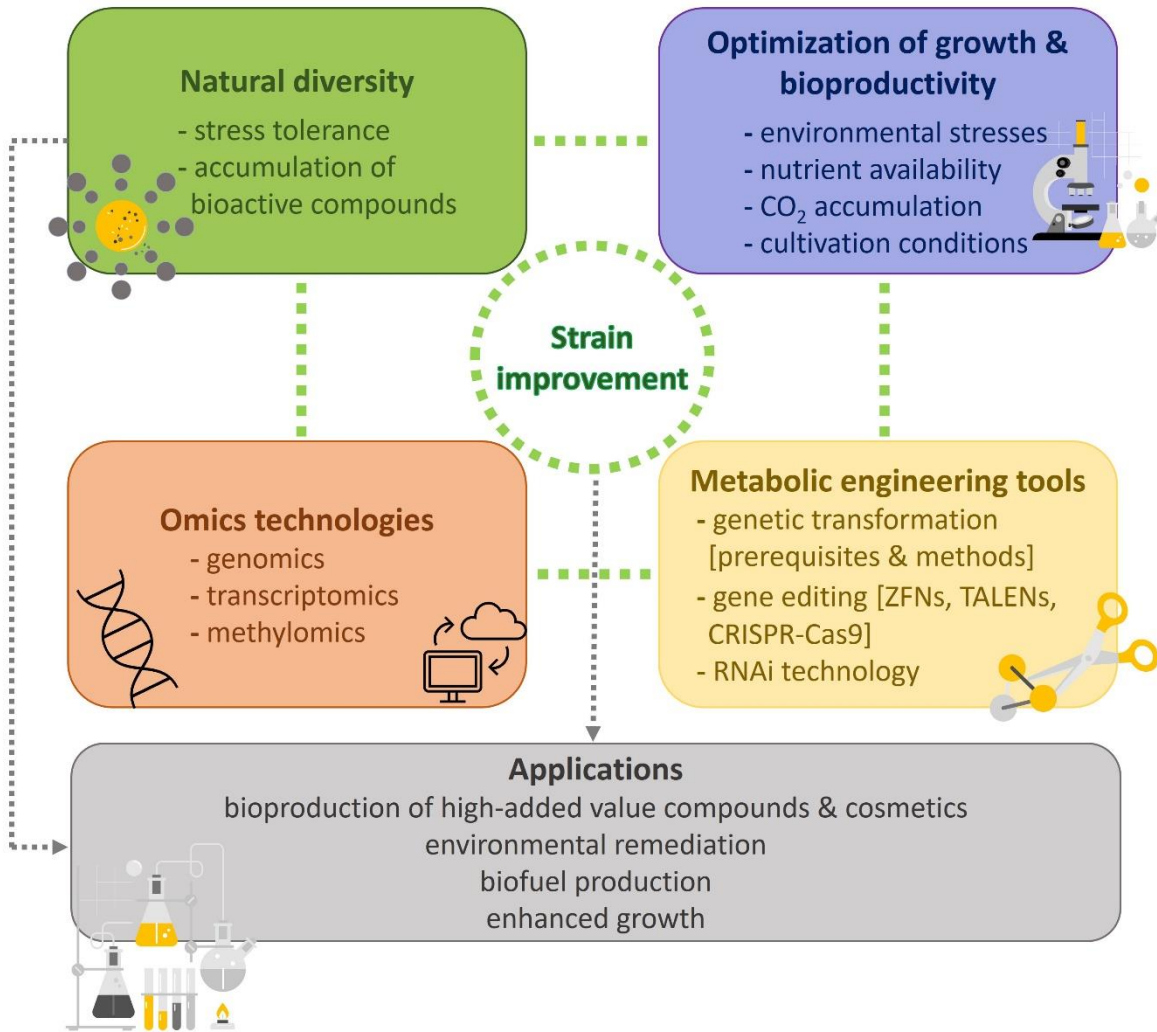 Natural diversity
- stress tolerance
- accumulation of
bioactive compounds
Optimization of growth &
bioproductivity
- environmental stresses
- nutrient availability
- CO₂ accumulation
- cultivation conditions
Strain
improvement
Omics technologies
- genomics
- transcriptomics
- methylomics
Metabolic engineering tools
- genetic transformation
[prerequisites & methods]
- gene editing [ZFNs, TALENs,
CRISPR-Cas9]
- RNAi technology
Applications
bioproduction of high-added value compounds & cosmetics
environmental remediation
biofuel production
enhanced growth